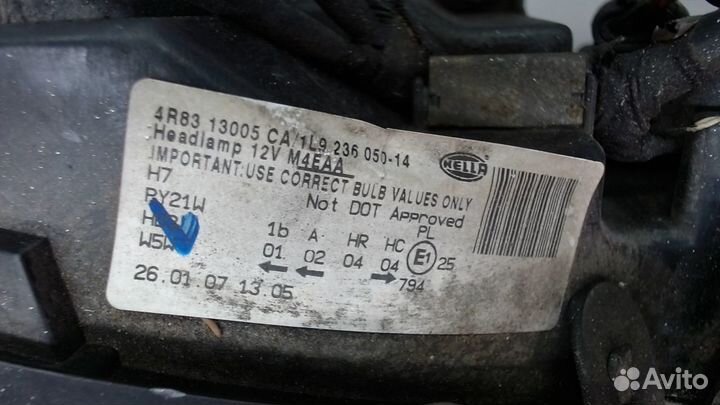 4R83 13005 CA/1L9 236 050-14
Headlamp 12V M4EAA
IMPORTANT:USE CORRECT BULB VALUES ONLY
HELLA
H7
Not DOT Approved
PY21W
PL
W5W
1b A HR HC
01 02 04 04 E1 25
794
26.01.07 13.05
Avito